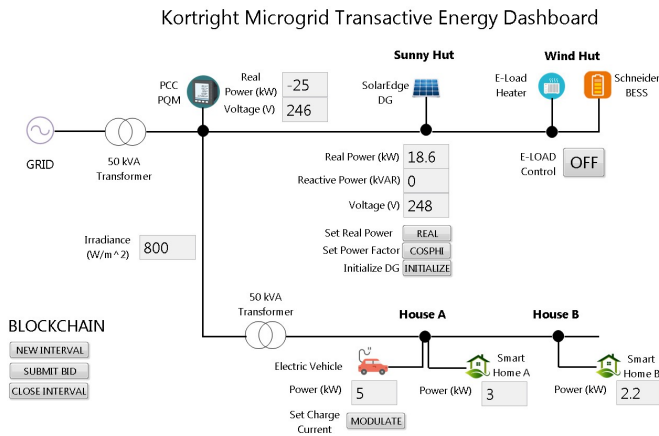 Kortright Microgrid Transactive Energy Dashboard
Sunny Hut
Wind Hut
PCC
PQM
Real
Power (kW)
-25
Voltage (V)
246
SolarEdge
DG
E-Load
Heater
Schneider
BESS
GRID
50 kVA
Transformer
Real Power (kW)
18.6
Reactive Power (kVAR)
0
Voltage (V)
248
E-LOAD
Control
OFF
Set Real Power
REAL
Set Power Factor
COSPHI
Initialize DG
INITIALIZE
Irradiance
(W/m^2)
800
50 kVA
Transformer
House A
House B
BLOCKCHAIN
NEW INTERVAL
SUBMIT BID
CLOSE INTERVAL
Electric Vehicle
Power (kW)
5
Set Charge
Current
MODULATE
Smart
Home A
Power (kW)
3
Smart
Home B
Power (kW)
2.2